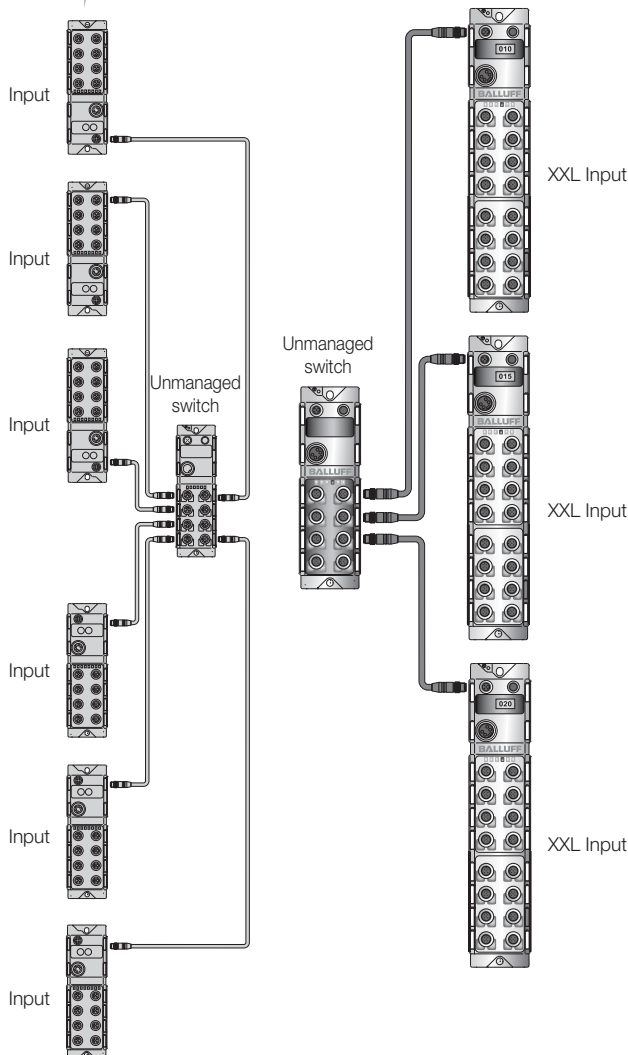 Input
Input
Input
Input
Input
Input
Unmanaged
switch
Unmanaged
switch
BALLUFF
010
BALLUFF
XXL Input
015
BALLUFF
XXL Input
020
BALLUFF
XXL Input